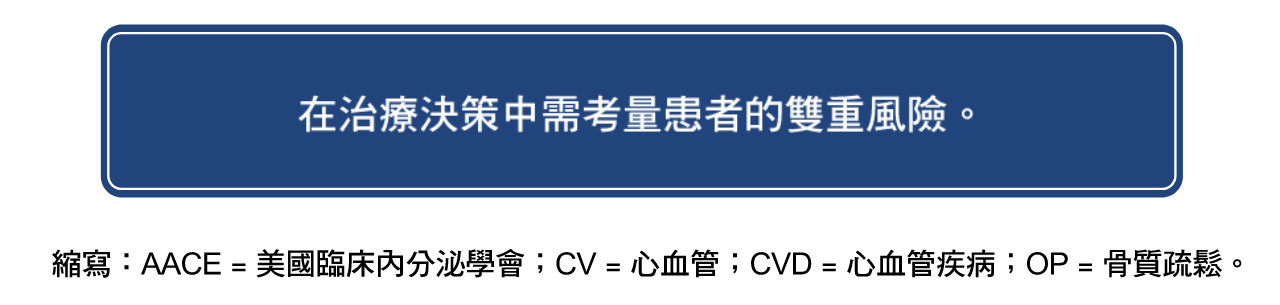 在治療決策中需考量患者的雙重風險。
縮寫：AACE = 美國臨床內分泌學會；CV = 心血管；CVD = 心血管疾病；OP = 骨質疏鬆。